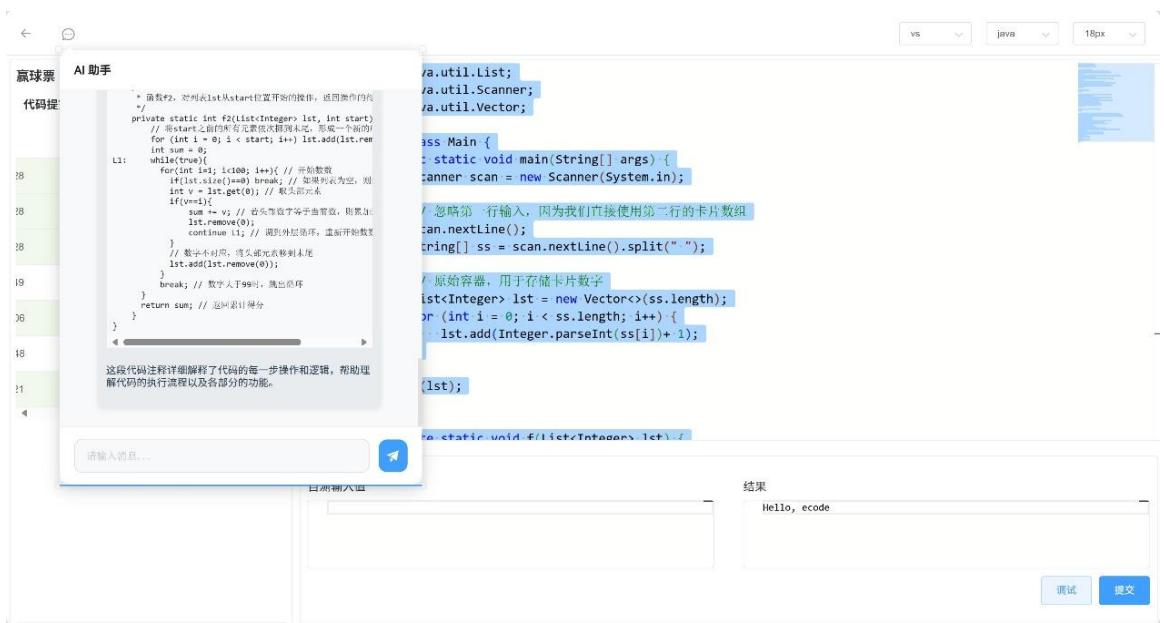 vs
java
18px
赢球票
代码提
AI 助手
28
28
28
19
06
48
21
* 函数f2，对列表lst从start位置开始的操作，返回操作的
*/
private static int f2(List<Integer> lst, int start)
// 将start之前的所有元素依次挪到末尾，形成一个新的
for (int i = 0; i < start; i++) lst.add(lst.rem
int sum = 0;
L1: while(true){
for(int i=1; i<100; i++){ // 开始数数
if(lst.size()==0) break; // 如果列表为空，则
int v = lst.get(0); // 取头部元素
if(v==i){
sum += v; // 若头部数字等于当前数，则累加
lst.remove(0);
continue L1; // 跳到外层循环，重新开始数数
}
// 数字不对应，将头部元素移到末尾
lst.add(lst.remove(0));
}
break; // 数字大于99时，跳出循环
}
return sum; // 返回累计得分
}
}
这段代码注释详细解释了代码的每一步操作和逻辑，帮助理
解代码的执行流程以及各部分的功能。
请输入消息...
va.util.List;
va.util.Scanner;
va.util.Vector;
ass Main {
c static void main(String[] args) {
canner scan = new Scanner(System.in);
/ 忽略第一行输入，因为我们直接使用第二行的卡片数组
can.nextLine();
tring[] ss = scan.nextLine().split(" ");
/ 原始容器，用于存储卡片数字
ist<Integer> lst = new Vector<>(ss.length);
or (int i = 0; i < ss.length; i++) {
lst.add(Integer.parseInt(ss[i])+ 1);
(lst);
te static void f(List<Integer> lst) {
自测输入值
结果
Hello, ecode
调试
提交